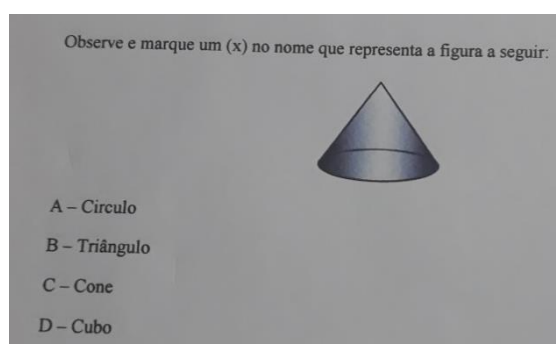 Observe e marque um (x) no nome que representa a figura a seguir:
A – Circulo
B – Triângulo
C – Cone
D – Cubo